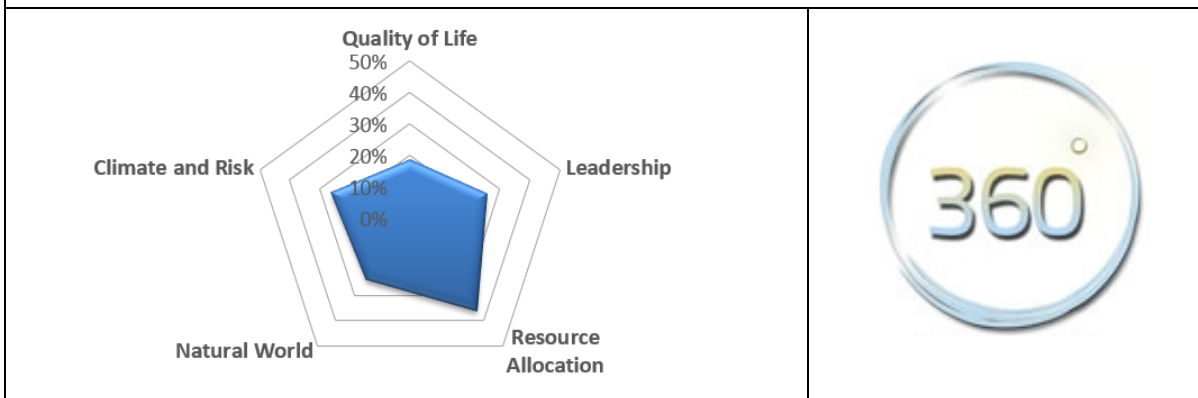 Quality of Life
50%
40%
30%
20%
10%
0%
Climate and Risk
Leadership
Natural World
Resource
Allocation
360°